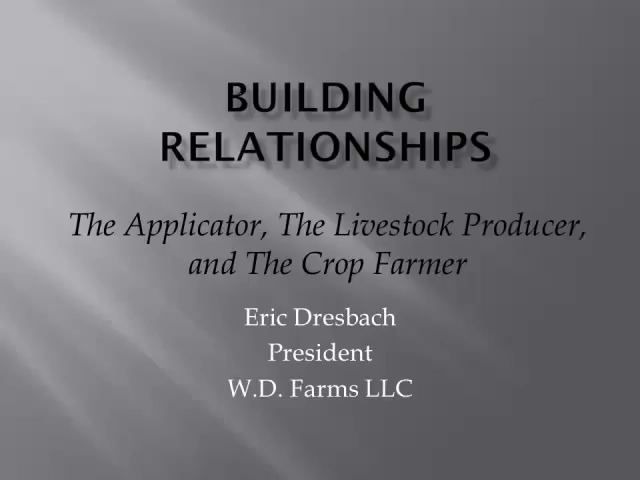 BUILDING
RELATIONSHIPS
The Applicator, The Livestock Producer,
and The Crop Farmer
Eric Dresbach
President
W.D. Farms LLC